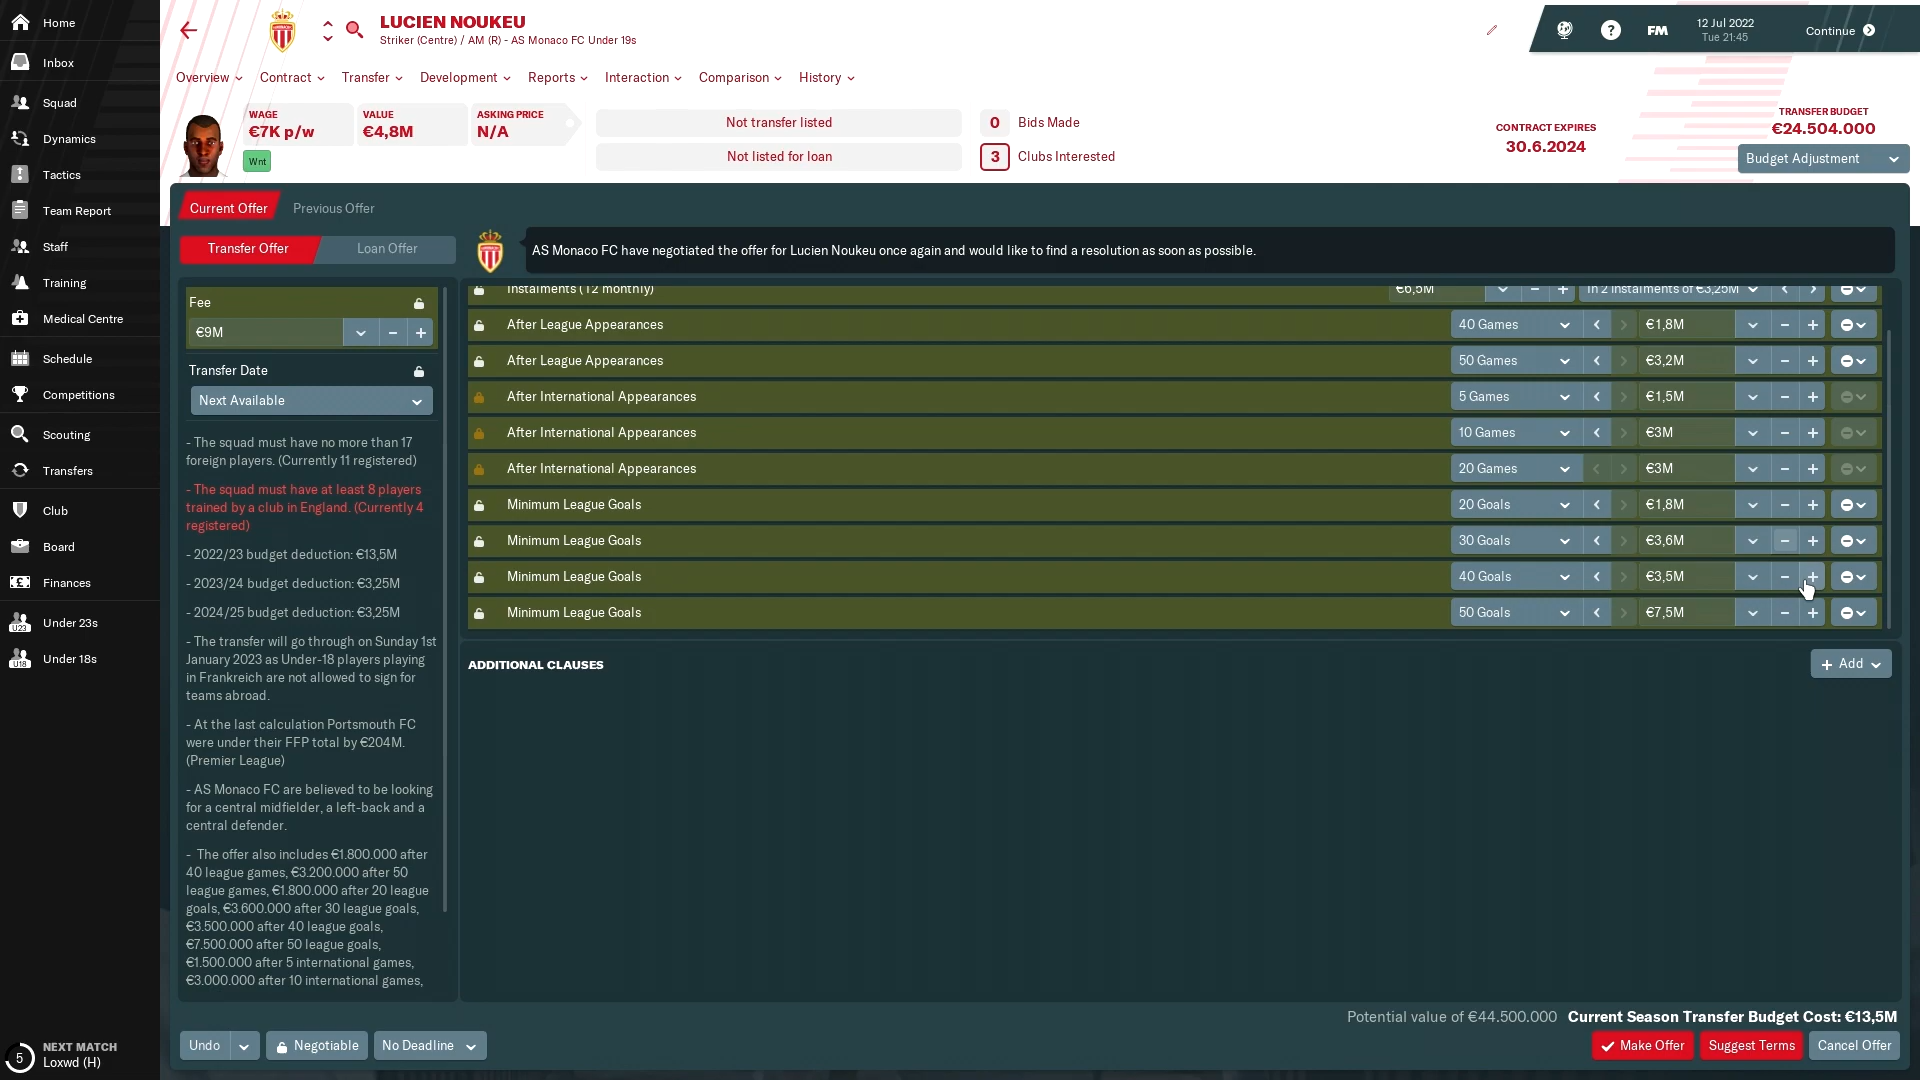 Home
Inbox
Squad
Dynamics
Tactics
Team Report
Staff
Training
Medical Centre
Schedule
Competitions
Scouting
Transfers
Club
Board
Finances
U23 Under 23s
U18 Under 18s
5 NEXT MATCH
Loxwd (H)
LUCIEN NOUKEU
Striker (Centre) / AM (R) - AS Monaco FC Under 19s
? FM 12 Jul 2022
Tue 21:45
Continue
Overview Contract Transfer Development Reports Interaction Comparison History
WAGE
€7K p/w
VALUE
€4,8M
ASKING PRICE
N/A
Wnt
Not transfer listed
Not listed for loan
0 Bids Made
3 Clubs Interested
CONTRACT EXPIRES
30.6.2024
TRANSFER BUDGET
€24.504.000
Budget Adjustment
Current Offer Previous Offer
Transfer Offer Loan Offer
AS Monaco FC have negotiated the offer for Lucien Noukeu once again and would like to find a resolution as soon as possible.
Fee
€9M
Transfer Date
Next Available
- The squad must have no more than 17
foreign players. (Currently 11 registered)
- The squad must have at least 8 players
trained by a club in England. (Currently 4
registered)
- 2022/23 budget deduction: €13,5M
- 2023/24 budget deduction: €3,25M
- 2024/25 budget deduction: €3,25M
- The transfer will go through on Sunday 1st
January 2023 as Under-18 players playing
in Frankreich are not allowed to sign for
teams abroad.
- At the last calculation Portsmouth FC
were under their FFP total by €204M.
(Premier League)
- AS Monaco FC are believed to be looking
for a central midfielder, a left-back and a
central defender.
- The offer also includes €1.800.000 after
40 league games, €3.200.000 after 50
league games, €1.800.000 after 20 league
goals, €3.600.000 after 30 league goals,
€3.500.000 after 40 league goals,
€7.500.000 after 50 league goals,
€1.500.000 after 5 international games,
€3.000.000 after 10 international games,
Instalments (12 monthly) €6,5M In 2 instalments of €3,25M
After League Appearances 40 Games €1,8M
After League Appearances 50 Games €3,2M
After International Appearances 5 Games €1,5M
After International Appearances 10 Games €3M
After International Appearances 20 Games €3M
Minimum League Goals 20 Goals €1,8M
Minimum League Goals 30 Goals €3,6M
Minimum League Goals 40 Goals €3,5M
Minimum League Goals 50 Goals €7,5M
ADDITIONAL CLAUSES
+ Add
Potential value of €44.500.000 Current Season Transfer Budget Cost: €13,5M
Undo Negotiable No Deadline
Make Offer Suggest Terms Cancel Offer